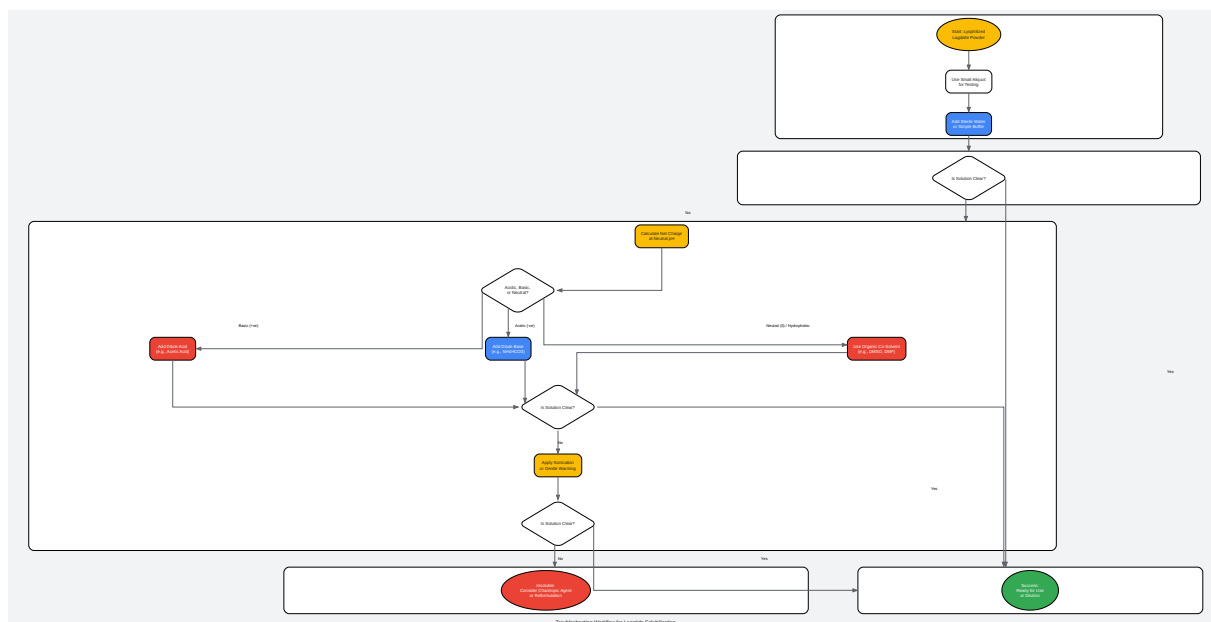 Start: Lyophilized
Lagatide Powder
Use Small Aliquot
for Testing
Add Sterile Water
or Simple Buffer
Is Solution Clear?
No
Calculate Net Charge
at Neutral pH
Acidic, Basic,
or Neutral?
Basic (+ve)
Acidic (-ve)
Neutral (0) / Hydrophobic
Add Dilute Acid
(e.g., Acetic Acid)
Add Dilute Base
(e.g., NH4HCO3)
Use Organic Co-Solvent
(e.g., DMSO, DMF)
Yes
Is Solution Clear?
No
Apply Sonication
or Gentle Warming
Yes
Is Solution Clear?
No
Yes
Consider Chaotropic Agent
or Reformulation
Success:
Ready for Use
or Dilution